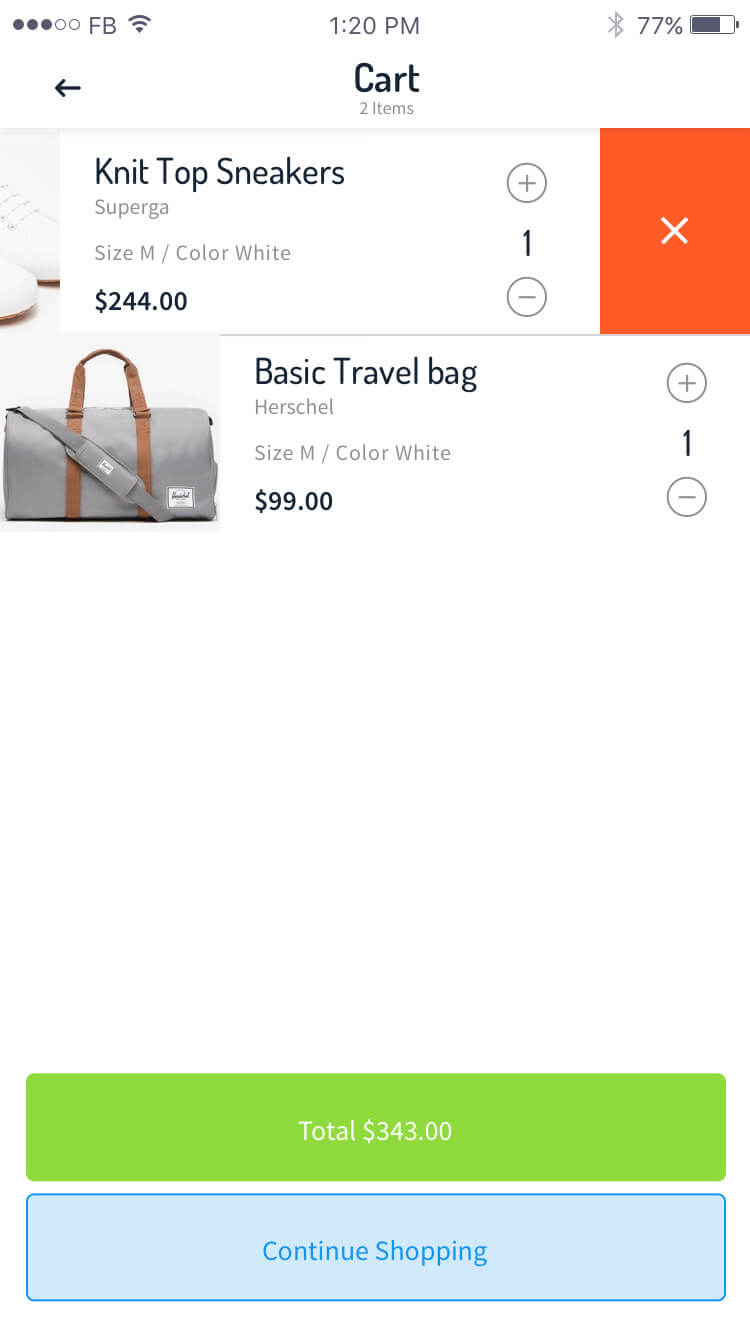 FB 1:20 PM 77%
Cart
2 Items
Knit Top Sneakers
Superga
Size M / Color White
1
$244.00
Basic Travel bag
Herschel
Size M / Color White
1
$99.00
Herschel
Total $343.00
Continue Shopping